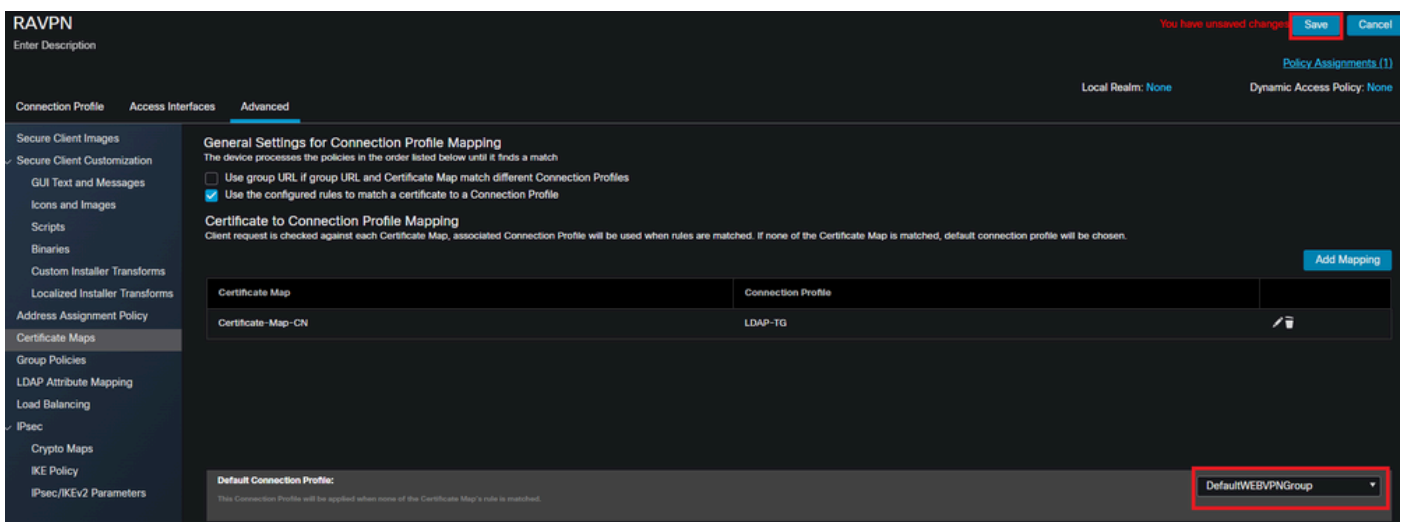 RAVPN
You have unsaved changes
Save
Cancel
Enter Description
Policy Assignments (1)
Local Realm: None
Dynamic Access Policy: None
Connection Profile
Access Interfaces
Advanced
Secure Client Images
Secure Client Customization
GUI Text and Messages
Icons and Images
Scripts
Binaries
Custom Installer Transforms
Localized Installer Transforms
Address Assignment Policy
Certificate Maps
Group Policies
LDAP Attribute Mapping
Load Balancing
IPsec
Crypto Maps
IKE Policy
IPsec/IKEv2 Parameters
General Settings for Connection Profile Mapping
The device processes the policies in the order listed below until it finds a match
Use group URL if group URL and Certificate Map match different Connection Profiles
Use the configured rules to match a certificate to a Connection Profile
Certificate to Connection Profile Mapping
Client request is checked against each Certificate Map, associated Connection Profile will be used when rules are matched. If none of the Certificate Map is matched, default connection profile will be chosen.
Add Mapping
Certificate Map
Connection Profile
Certificate-Map-CN
LDAP-TG
Default Connection Profile:
This Connection Profile will be applied when none of the Certificate Map's rule is matched.
DefaultWEBVPNGroup